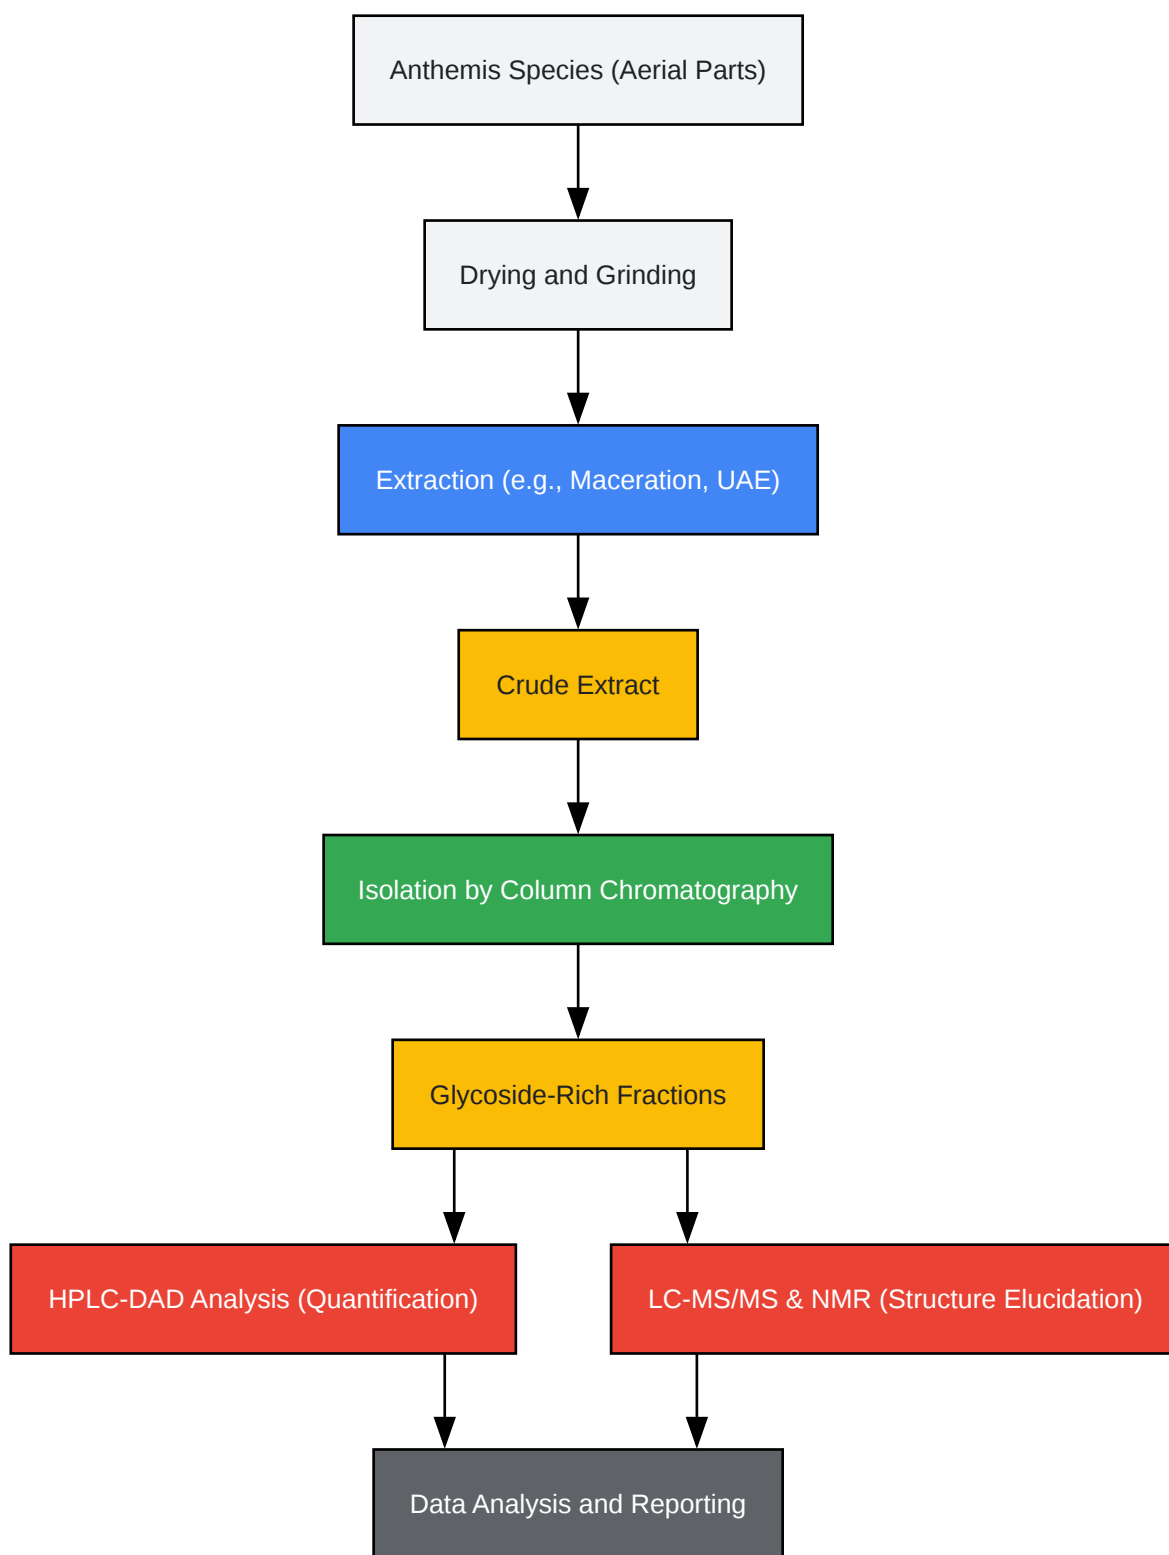 Anthemis Species (Aerial Parts)
Drying and Grinding
Extraction (e.g., Maceration, UAE)
Crude Extract
Isolation by Column Chromatography
Glycoside-Rich Fractions
HPLC-DAD Analysis (Quantification)
LC-MS/MS & NMR (Structure Elucidation)
Data Analysis and Reporting